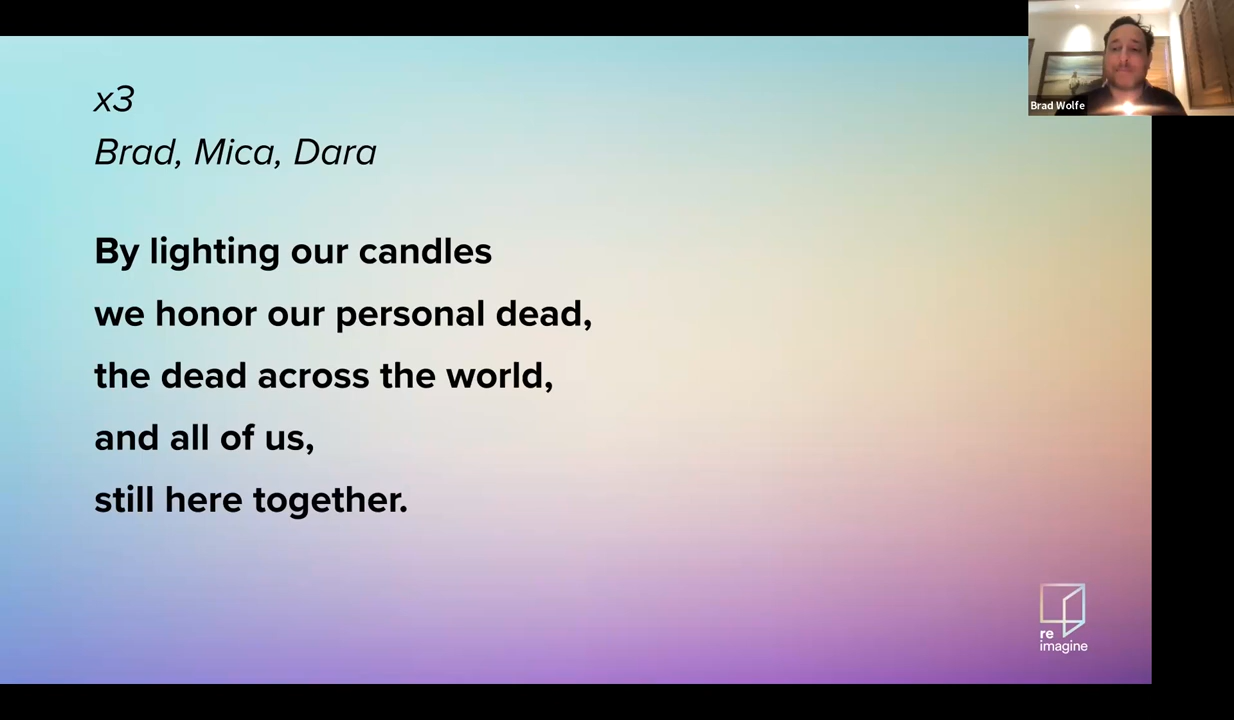 x3
Brad, Mica, Dara
By lighting our candles
we honor our personal dead,
the dead across the world,
and all of us,
still here together.
Brad Wolfe
re
imagine